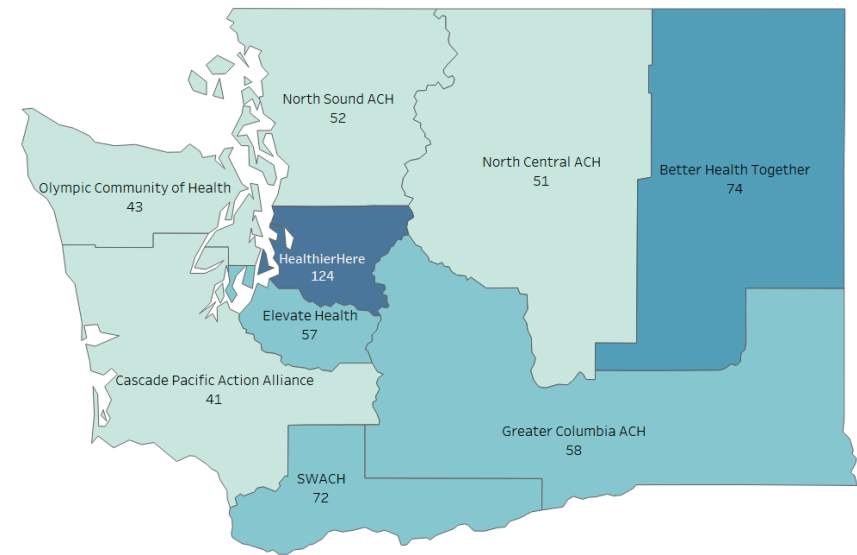 North Sound ACH
52
North Central ACH
51
Better Health Together
74
Olympic Community of Health
43
HealthierHere
124
Elevate Health
57
Cascade Pacific Action Alliance
41
Greater Columbia ACH
58
SWACH
72